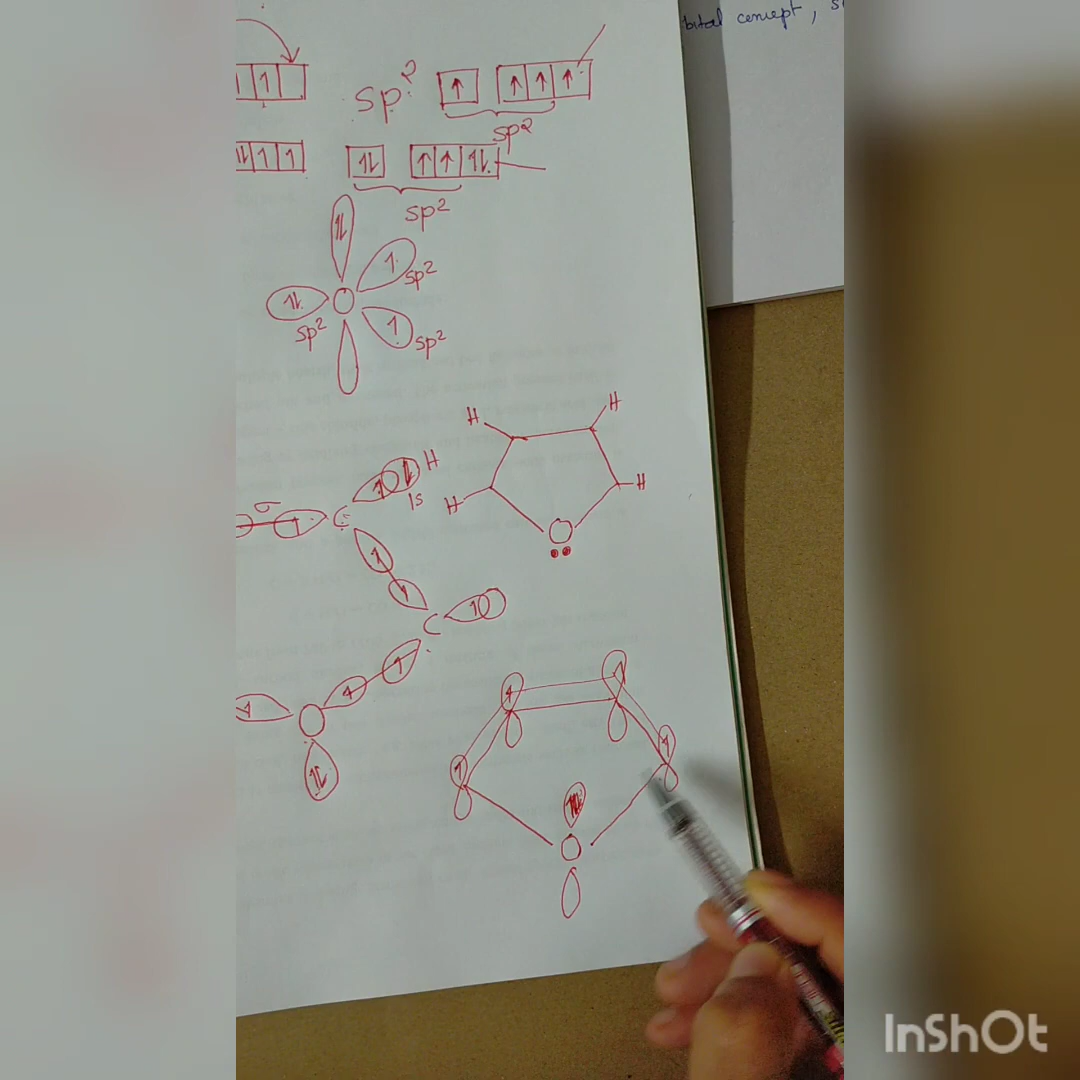 bital concept, s
↑
sp²
↑ ↑ ↑ ↑
sp²
⇅ ↑ ↑
⇅ ↑ ↑ ⇅
sp²
⇅
↑
sp²
⇅
sp²
↑
sp²
H
H
H
H
O
σ
C
H
1s
C
O
⇅
O
InShOt